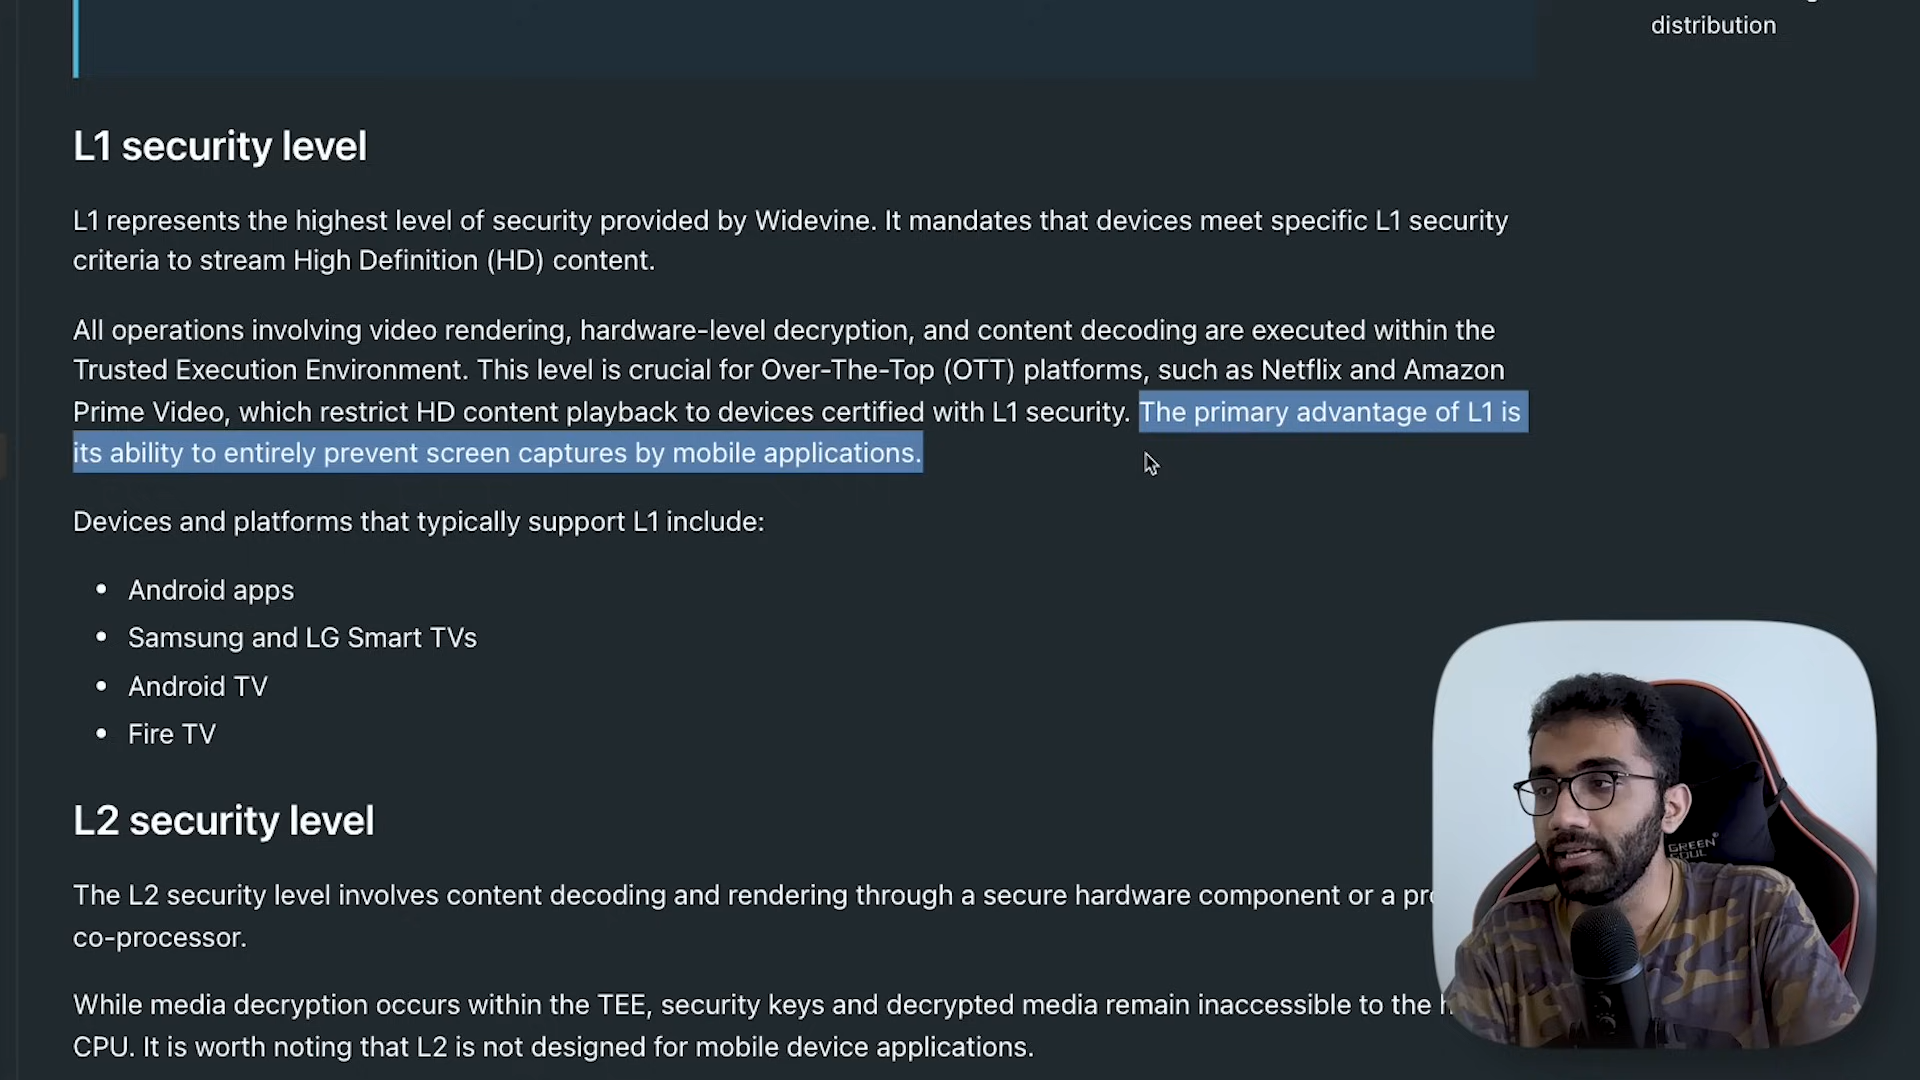 distribution
L1 security level
L1 represents the highest level of security provided by Widevine. It mandates that devices meet specific L1 security
criteria to stream High Definition (HD) content.
All operations involving video rendering, hardware-level decryption, and content decoding are executed within the
Trusted Execution Environment. This level is crucial for Over-The-Top (OTT) platforms, such as Netflix and Amazon
Prime Video, which restrict HD content playback to devices certified with L1 security. The primary advantage of L1 is
its ability to entirely prevent screen captures by mobile applications.
Devices and platforms that typically support L1 include:
• Android apps
• Samsung and LG Smart TVs
• Android TV
• Fire TV
L2 security level
The L2 security level involves content decoding and rendering through a secure hardware component or a
co-processor.
While media decryption occurs within the TEE, security keys and decrypted media remain inaccessible to the
CPU. It is worth noting that L2 is not designed for mobile device applications.
GREEN
SOUL